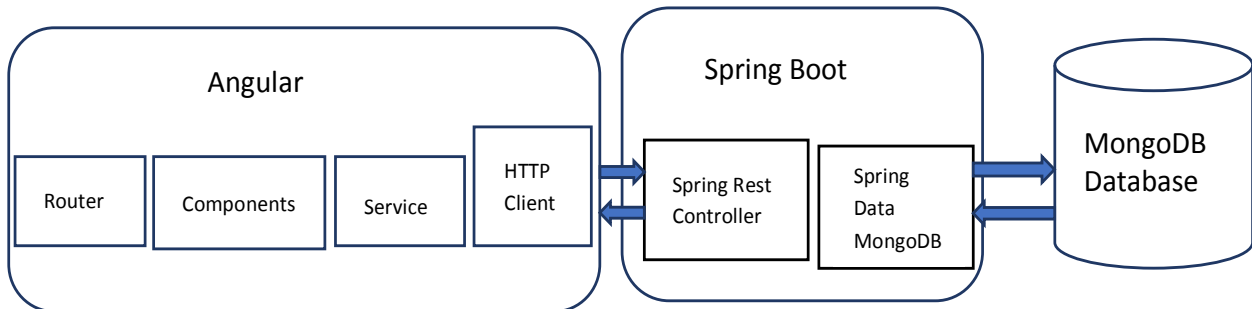 Angular
Router
Components
Service
HTTP
Client
Spring Boot
Spring Rest
Controller
Spring
Data
MongoDB
MongoDB
Database